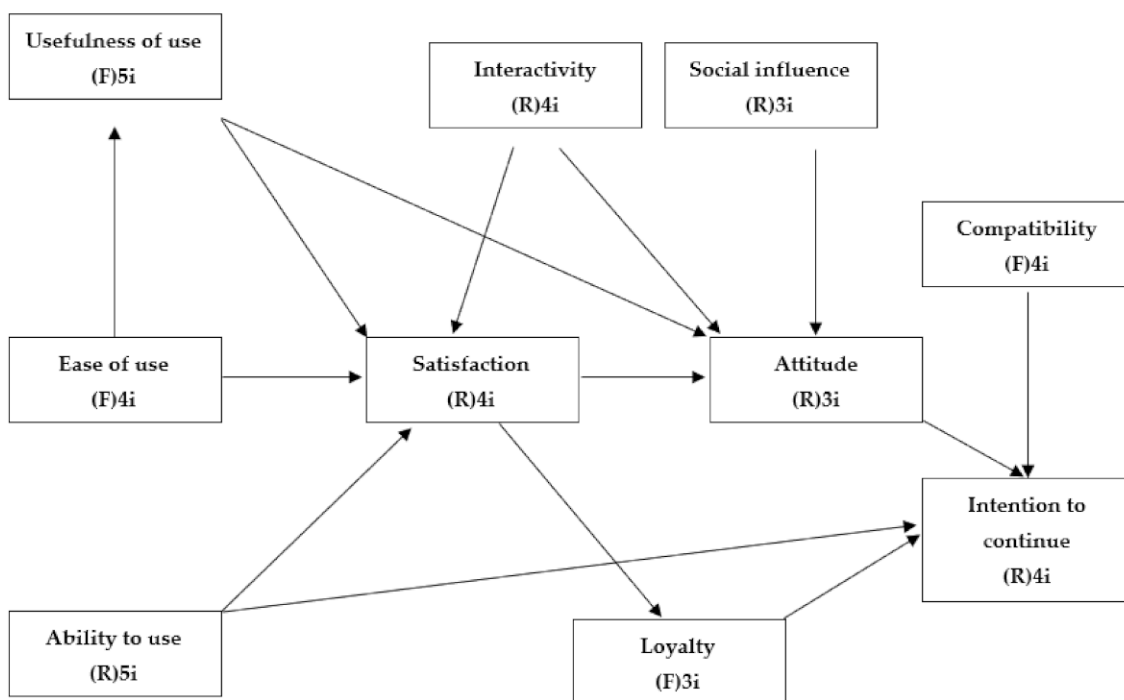 Usefulness of use
(F)5i
Interactivity
(R)4i
Social influence
(R)3i
Compatibility
(F)4i
Ease of use
(F)4i
Satisfaction
(R)4i
Attitude
(R)3i
Intention to
continue
(R)4i
Ability to use
(R)5i
Loyalty
(F)3i